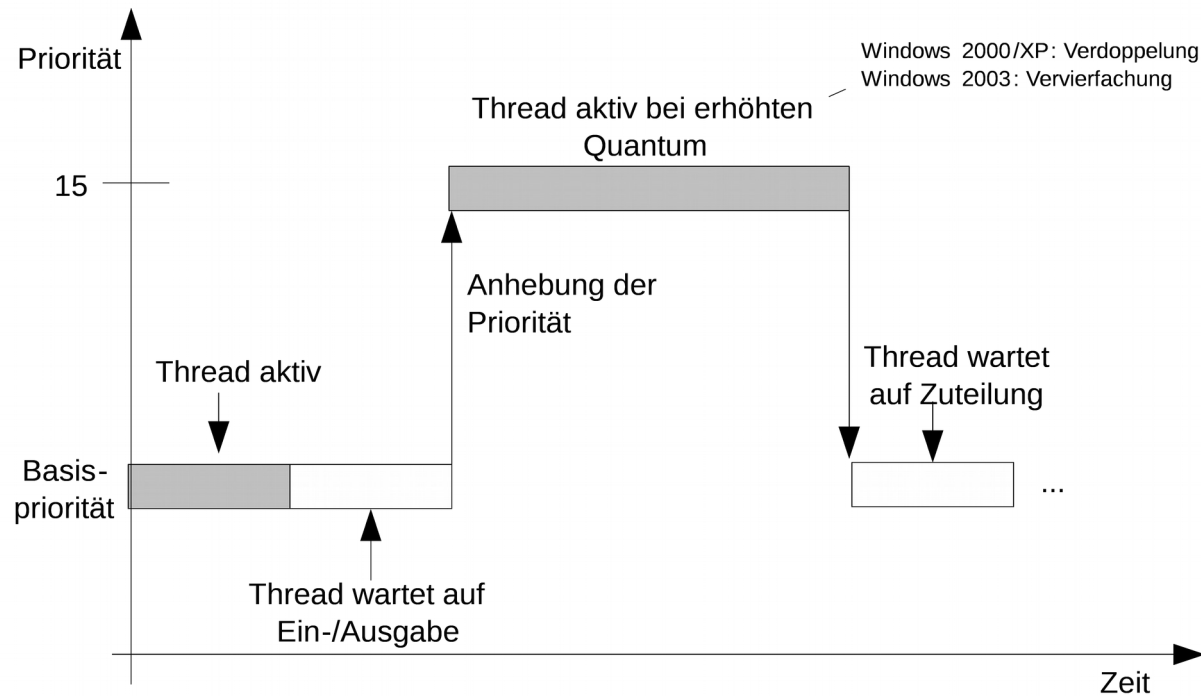 Priorität
Windows 2000/XP: Verdoppelung
Windows 2003: Vervierfachung
Thread aktiv bei erhöhten
Quantum
15
Anhebung der
Priorität
Thread wartet
auf Zuteilung
Thread aktiv
Basis-
priorität
...
Thread wartet auf
Ein-/Ausgabe
Zeit